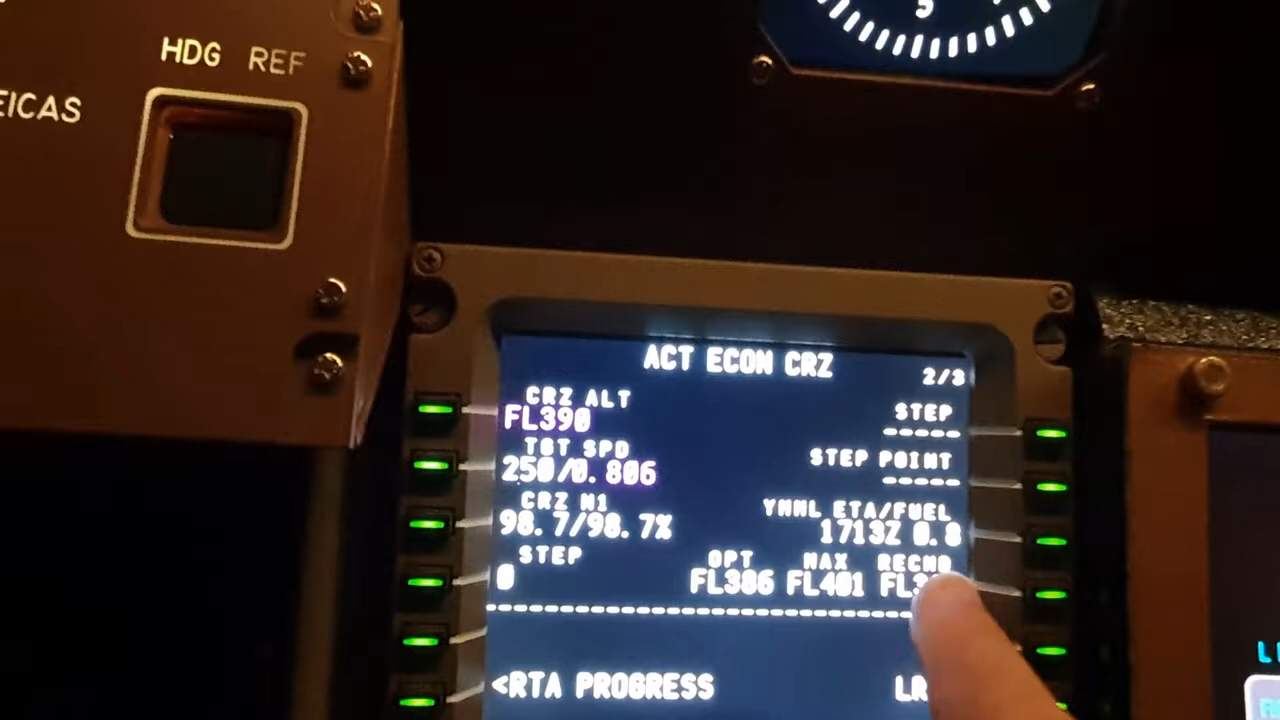 HDG REF
EICAS
5
ACT ECON CRZ
2/3
CRZ ALT
STEP
FL390
-----
TGT SPD
STEP POINT
250/0.806
-----
CRZ N1
YMML ETA/FUEL
98.7/98.7%
1713Z 0.8
STEP
OPT MAX RECMD
0
FL386 FL401
<RTA PROGRESS